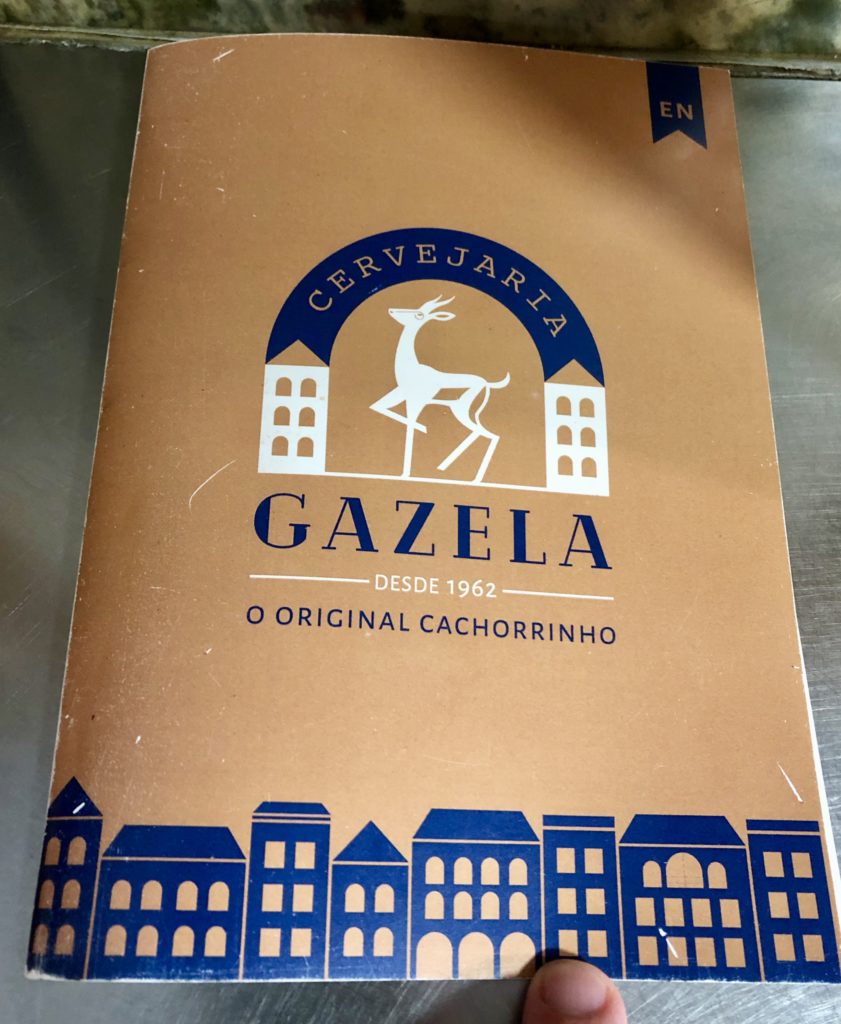 EN
CERVEJARIA
GAZELA
DESDE 1962
O ORIGINAL CACHORRINHO